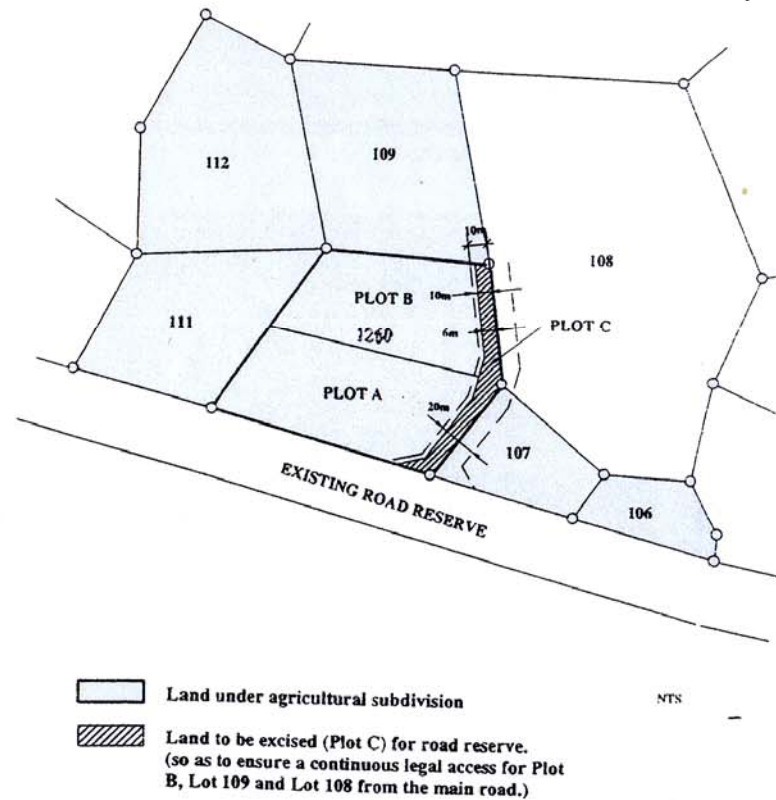 112
109
10m
108
PLOT B
10m
1260
6m
PLOT C
111
PLOT A
20m
107
EXISTING ROAD RESERVE
106
Land under agricultural subdivision
NTS
Land to be excised (Plot C) for road reserve.
(so as to ensure a continuous legal access for Plot
B, Lot 109 and Lot 108 from the main road.)